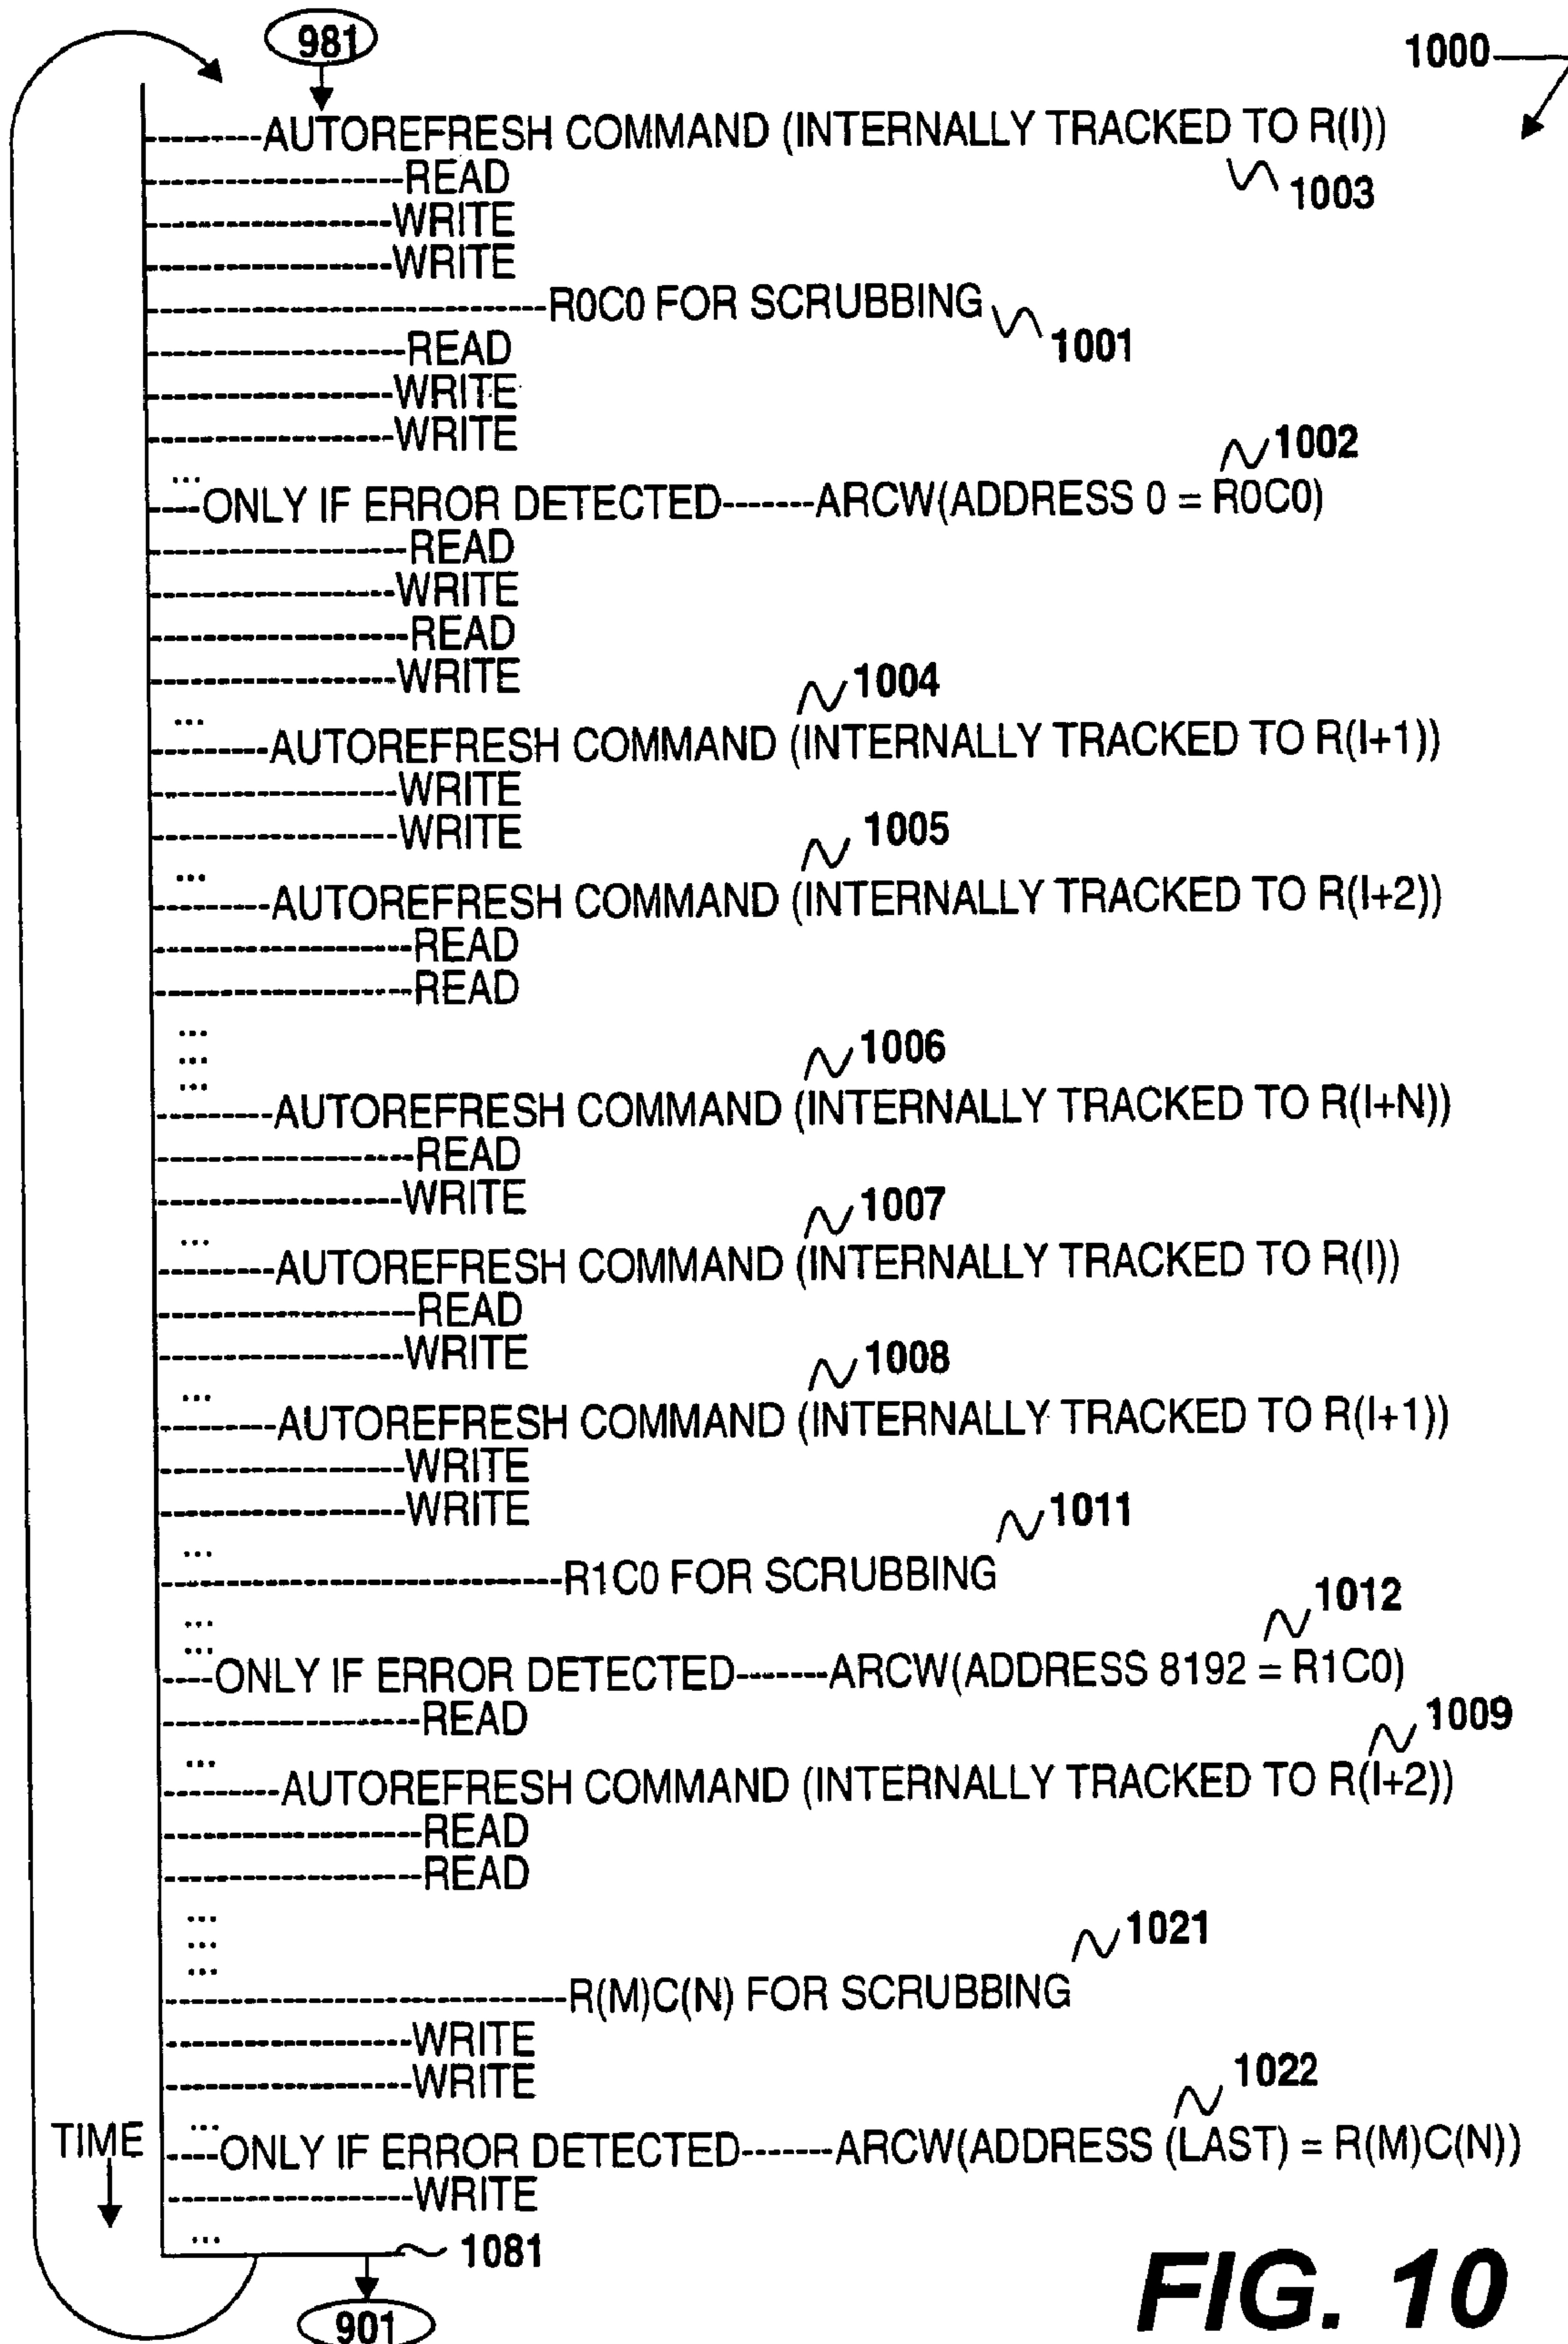 981
1000
AUTOREFRESH COMMAND (INTERNALLY TRACKED TO R(I))
1003
READ
WRITE
WRITE
R0C0 FOR SCRUBBING
1001
READ
WRITE
WRITE
...
1002
ONLY IF ERROR DETECTED-------ARCW(ADDRESS 0 = R0C0)
READ
WRITE
READ
WRITE
...
1004
AUTOREFRESH COMMAND (INTERNALLY TRACKED TO R(I+1))
WRITE
WRITE
...
1005
AUTOREFRESH COMMAND (INTERNALLY TRACKED TO R(I+2))
READ
READ
...
...
...
1006
AUTOREFRESH COMMAND (INTERNALLY TRACKED TO R(I+N))
READ
WRITE
...
1007
AUTOREFRESH COMMAND (INTERNALLY TRACKED TO R(I))
READ
WRITE
...
1008
AUTOREFRESH COMMAND (INTERNALLY TRACKED TO R(I+1))
WRITE
WRITE
...
1011
R1C0 FOR SCRUBBING
...
...
1012
ONLY IF ERROR DETECTED-------ARCW(ADDRESS 8192 = R1C0)
READ
...
1009
AUTOREFRESH COMMAND (INTERNALLY TRACKED TO R(I+2))
READ
READ
...
...
...
1021
R(M)C(N) FOR SCRUBBING
WRITE
WRITE
...
1022
TIME
ONLY IF ERROR DETECTED-------ARCW(ADDRESS (LAST) = R(M)C(N))
WRITE
...
1081
901
FIG. 10